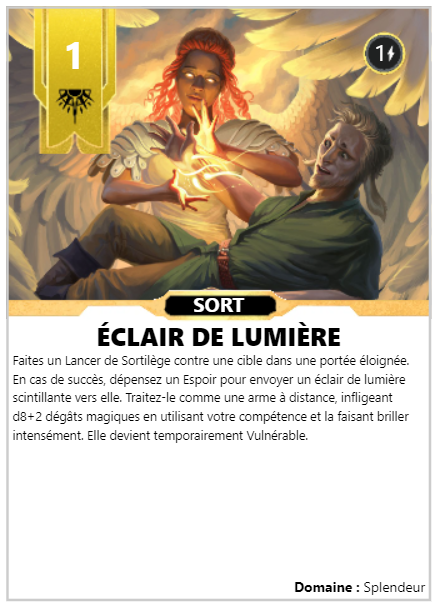 1
1
SORT
ÉCLAIR DE LUMIÈRE
Faites un Lancer de Sortilège contre une cible dans une portée éloignée.
En cas de succès, dépensez un Espoir pour envoyer un éclair de lumière
scintillante vers elle. Traitez-le comme une arme à distance, infligeant
d8+2 dégâts magiques en utilisant votre compétence et la faisant briller
intensément. Elle devient temporairement Vulnérable.
Domaine : Splendeur